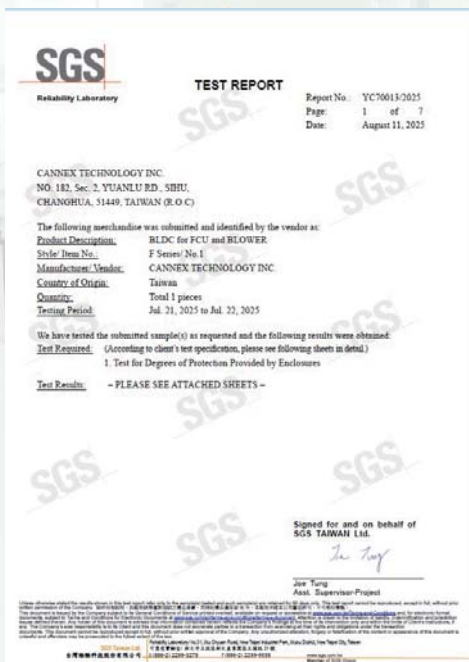 SGS
Reliability Laboratory
TEST REPORT
Report No.: YC70013/2025
Page: 1 of 7
Date: August 11, 2025
CANNEX TECHNOLOGY INC.
NO. 182, Sec. 2, YUANLU RD., SIHU,
CHANGHUA, 51449, TAIWAN (R.O.C)
The following merchandise was submitted and identified by the vendor as:
Product Description: BLDC for FCU and BLOWER
Style/ Item No.: F Series/ No.1
Manufacturer/ Vendor: CANNEX TECHNOLOGY INC.
Country of Origin: Taiwan
Quantity: Total 1 pieces
Testing Period: Jul. 21, 2025 to Jul. 22, 2025
We have tested the submitted sample(s) as requested and the following results were obtained:
Test Required: (According to client's test specification, please see following sheets in detail.)
1. Test for Degrees of Protection Provided by Enclosures
Test Results: – PLEASE SEE ATTACHED SHEETS –
Signed for and on behalf of
SGS TAIWAN Ltd.
Joe Tung
Asst. Supervisor-Project